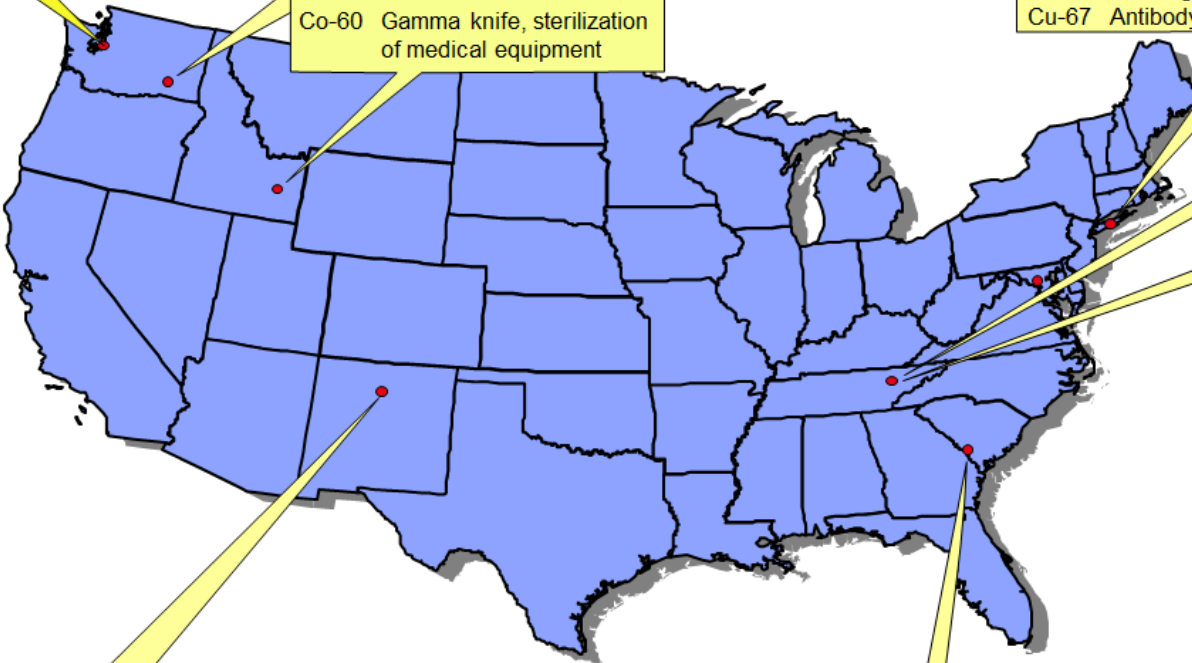 Co-60 Gamma knife, sterilization
of medical equipment
Cu-67 Antibody